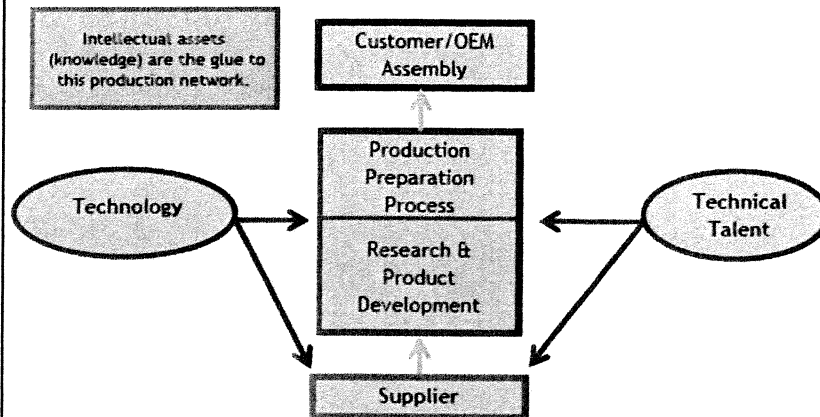 Intellectual assets
(knowledge) are the glue to
this production network.
Customer/OEM
Assembly
Production
Preparation
Process
Technology
Technical
Talent
Research &
Product
Development
Supplier